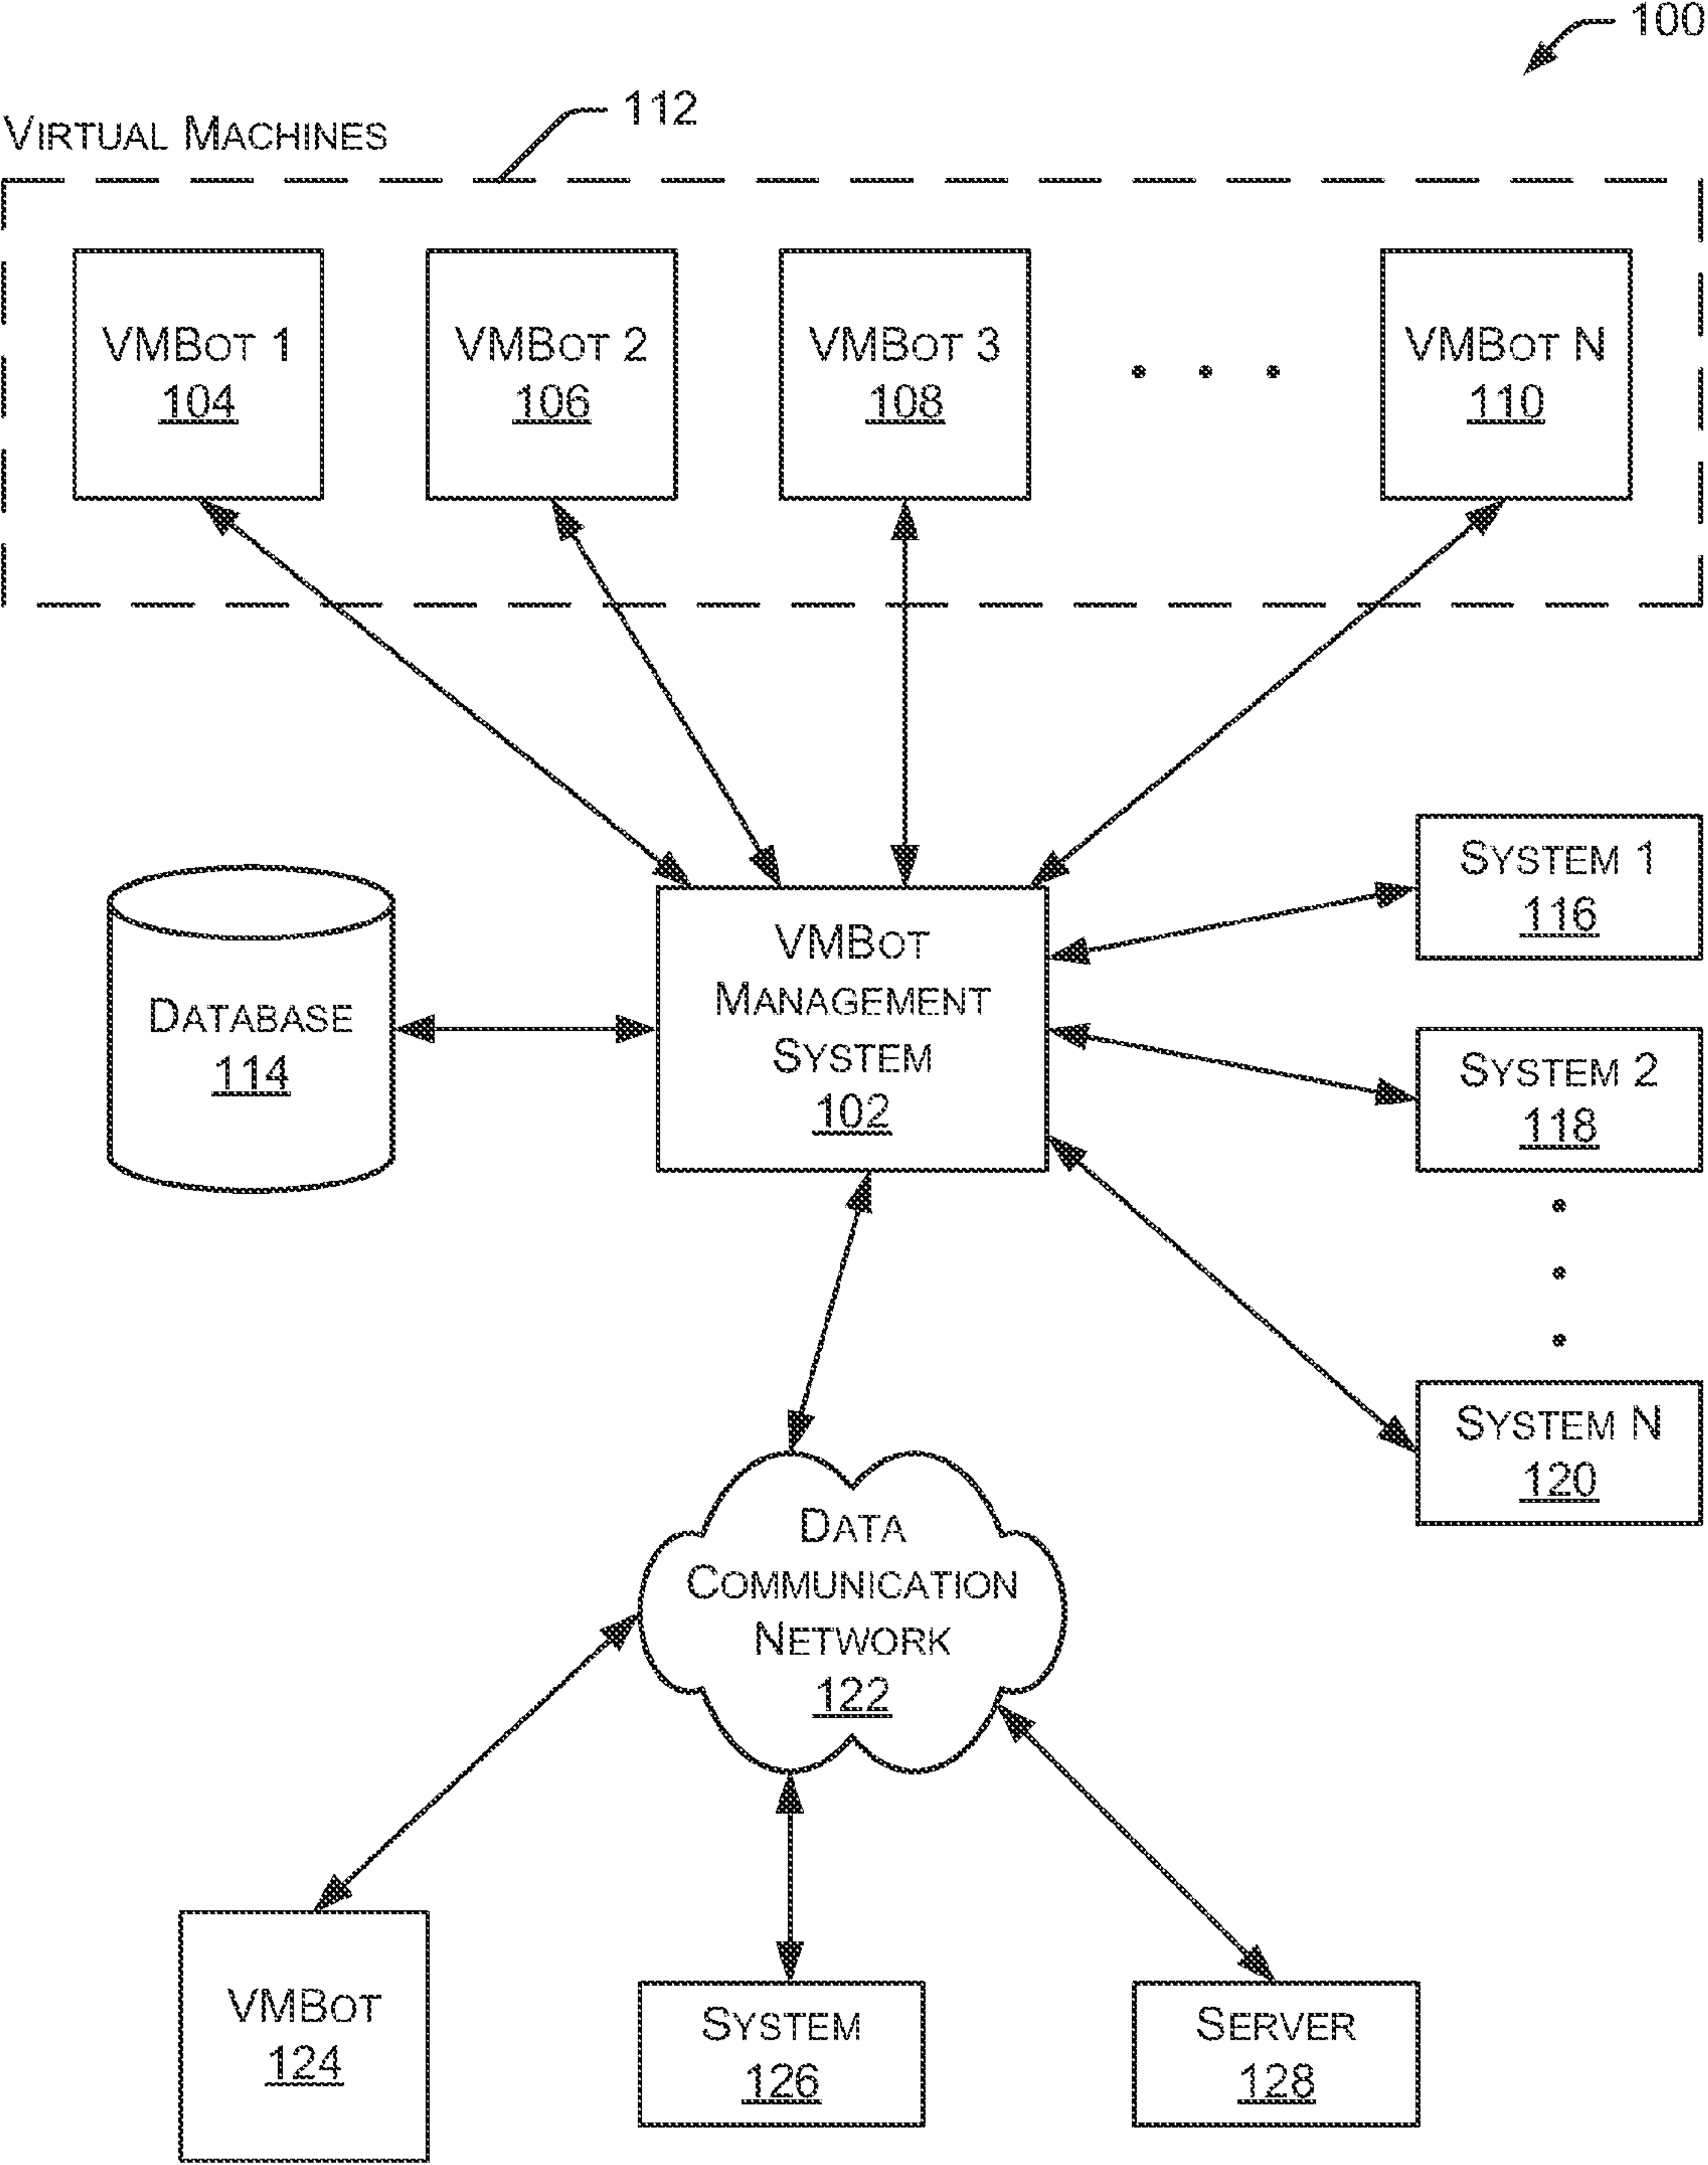 100
112
VIRTUAL MACHINES
VMBOT 1
104
VMBOT 2
106
VMBOT 3
108
VMBOT N
110
DATABASE
114
VMBOT
MANAGEMENT
SYSTEM
102
SYSTEM 1
116
SYSTEM 2
118
SYSTEM N
120
DATA
COMMUNICATION
NETWORK
122
VMBOT
124
SYSTEM
126
SERVER
128